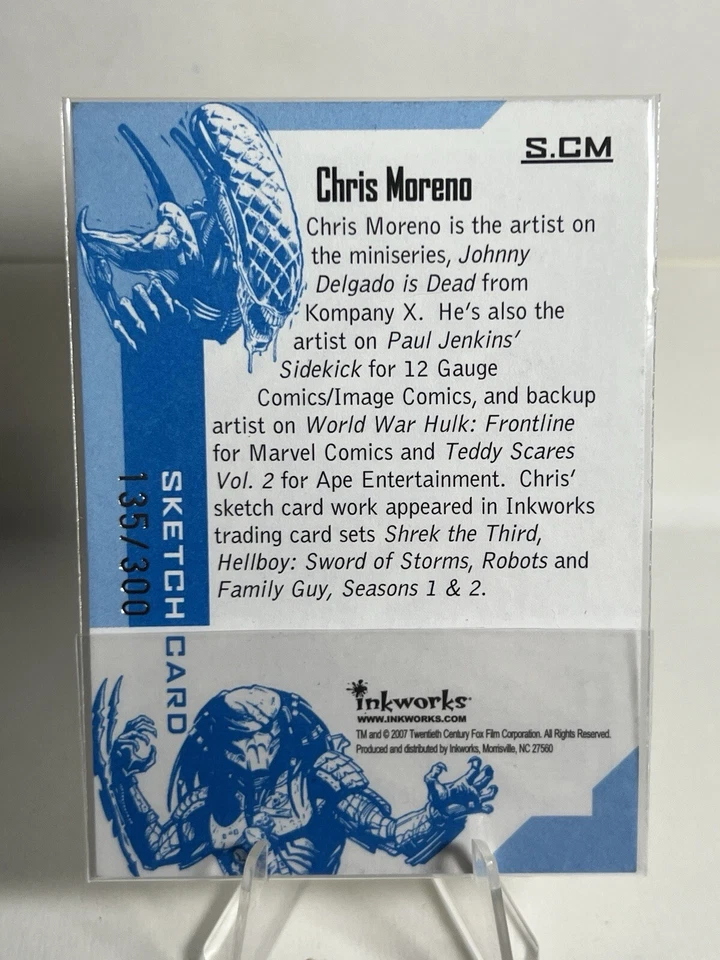 S.CM
Chris Moreno
Chris Moreno is the artist on
the miniseries, Johnny
Delgado is Dead from
Kompany X. He's also the
artist on Paul Jenkins'
Sidekick for 12 Gauge
Comics/Image Comics, and backup
artist on World War Hulk: Frontline
for Marvel Comics and Teddy Scares
Vol. 2 for Ape Entertainment. Chris'
sketch card work appeared in Inkworks
trading card sets Shrek the Third,
Hellboy: Sword of Storms, Robots and
Family Guy, Seasons 1 & 2.
SKETCH CARD
135/300
inkworks
WWW.INKWORKS.COM
TM and © 2007 Twentieth Century Fox Film Corporation. All Rights Reserved.
Produced and distributed by Inkworks, Morrisville, NC 27560